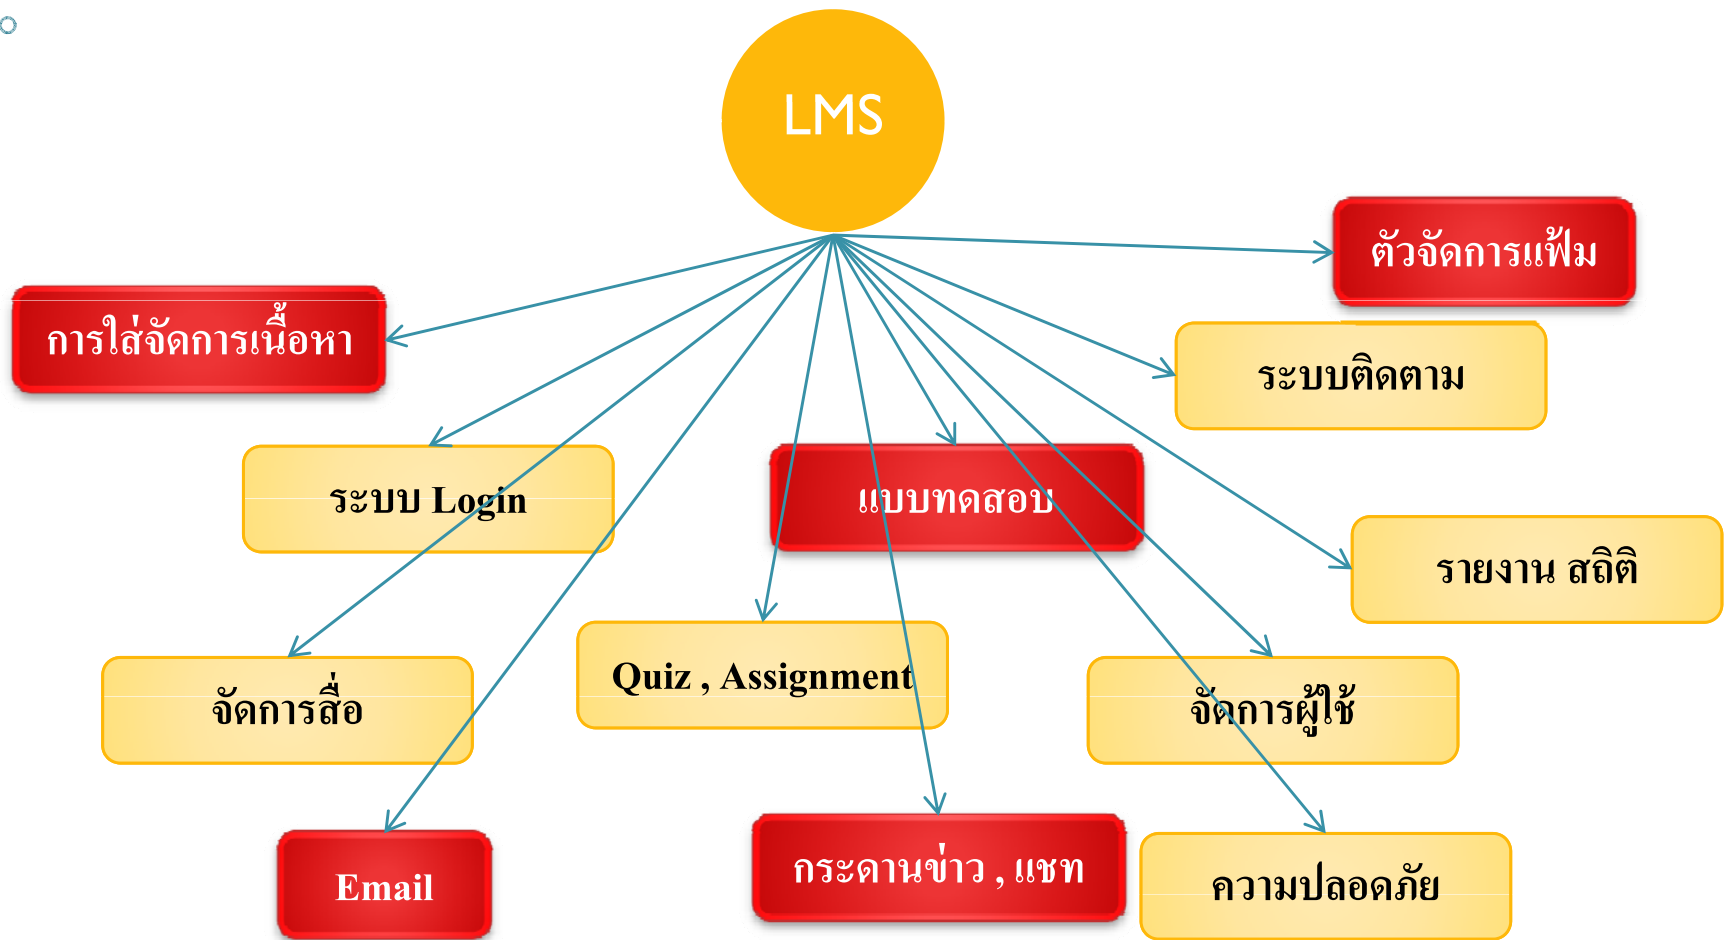 LMS
ตัวจัดการแฟ้ม
การใส่จัดการเนื้อหา
ระบบติดตาม
ระบบ Login
แบบทดสอบ
รายงาน สถิติ
Quiz , Assignment
จัดการสื่อ
จัดการผู้ใช้
กระดานข่าว , แชท
Email
ความปลอดภัย